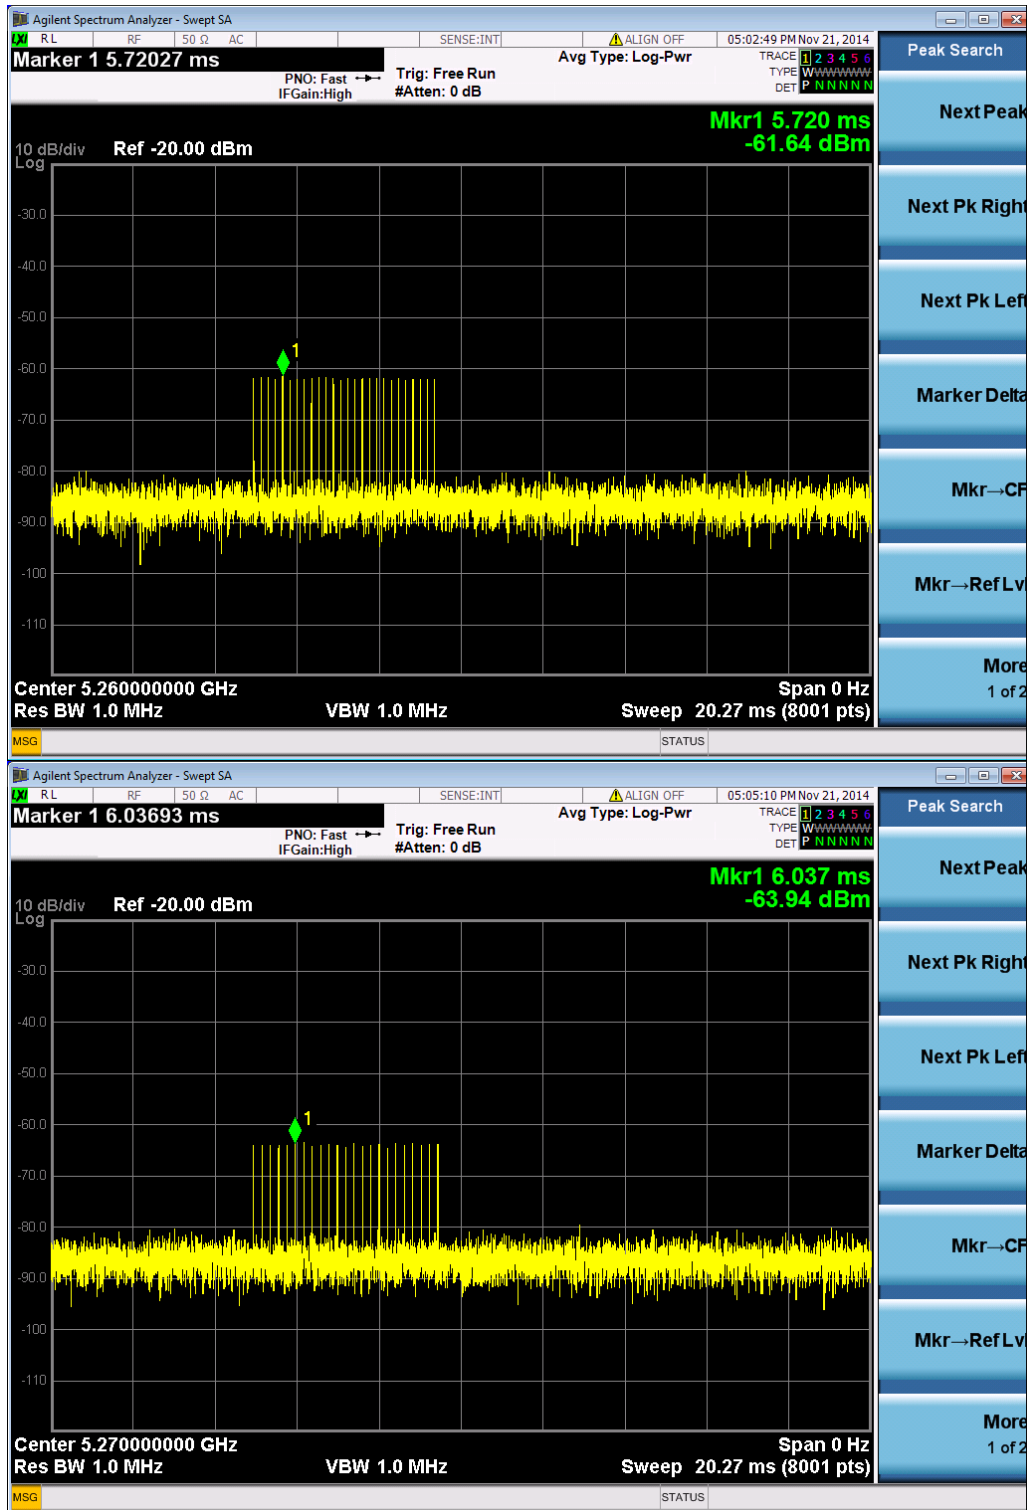 Agilent Spectrum Analyzer - Swept SA
LXI RL RF 50 Ω AC SENSE:INT ALIGN OFF 05:02:49 PM Nov 21, 2014
Marker 1 5.72027 ms
PNO: Fast
IFGain:High
Trig: Free Run
#Atten: 0 dB
Avg Type: Log-Pwr
TRACE 1 2 3 4 5 6
TYPE WWWWWW
DET P N N N N N
Mkr1 5.720 ms
-61.64 dBm
10 dB/div
Log
Ref -20.00 dBm
-30.0
-40.0
-50.0
1
-60.0
-70.0
-80.0
-90.0
-100
-110
Center 5.260000000 GHz
Span 0 Hz
Res BW 1.0 MHz
VBW 1.0 MHz
Sweep 20.27 ms (8001 pts)
MSG
STATUS
Peak Search
Next Peak
Next Pk Right
Next Pk Left
Marker Delta
Mkr→CF
Mkr→Ref Lvl
More
1 of 2
Agilent Spectrum Analyzer - Swept SA
LXI RL RF 50 Ω AC SENSE:INT ALIGN OFF 05:05:10 PM Nov 21, 2014
Marker 1 6.03693 ms
PNO: Fast
IFGain:High
Trig: Free Run
#Atten: 0 dB
Avg Type: Log-Pwr
TRACE 1 2 3 4 5 6
TYPE WWWWWW
DET P N N N N N
Mkr1 6.037 ms
-63.94 dBm
10 dB/div
Log
Ref -20.00 dBm
-30.0
-40.0
-50.0
1
-60.0
-70.0
-80.0
-90.0
-100
-110
Center 5.270000000 GHz
Span 0 Hz
Res BW 1.0 MHz
VBW 1.0 MHz
Sweep 20.27 ms (8001 pts)
MSG
STATUS
Peak Search
Next Peak
Next Pk Right
Next Pk Left
Marker Delta
Mkr→CF
Mkr→Ref Lvl
More
1 of 2